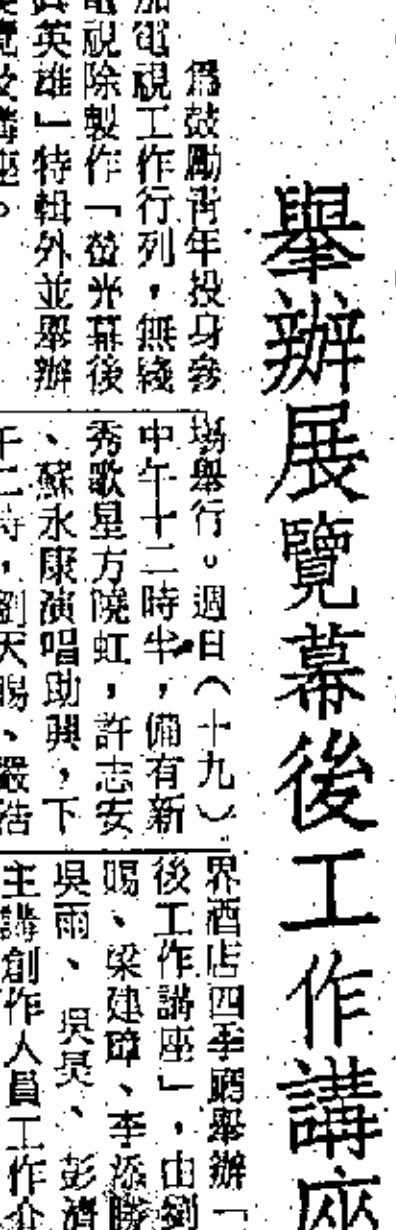 舉辦展覽幕後工作講座
為鼓勵青年投身參
加電視工作行列，無綫
電視除製作「螢光幕後
英雄」特輯外並舉辦
展覽及講座。
場舉行。週日（十九）
中午十二時半，備有新
秀歌星方曉虹，許志安
、蘇永康演唱助興，下
午二時，劉天賜、嚴浩
界酒店四季廳舉辦「
後工作講座」，由劉
賜、梁建璋、李添勝
吳雨、吳昊、彭
主講創作人員工作介